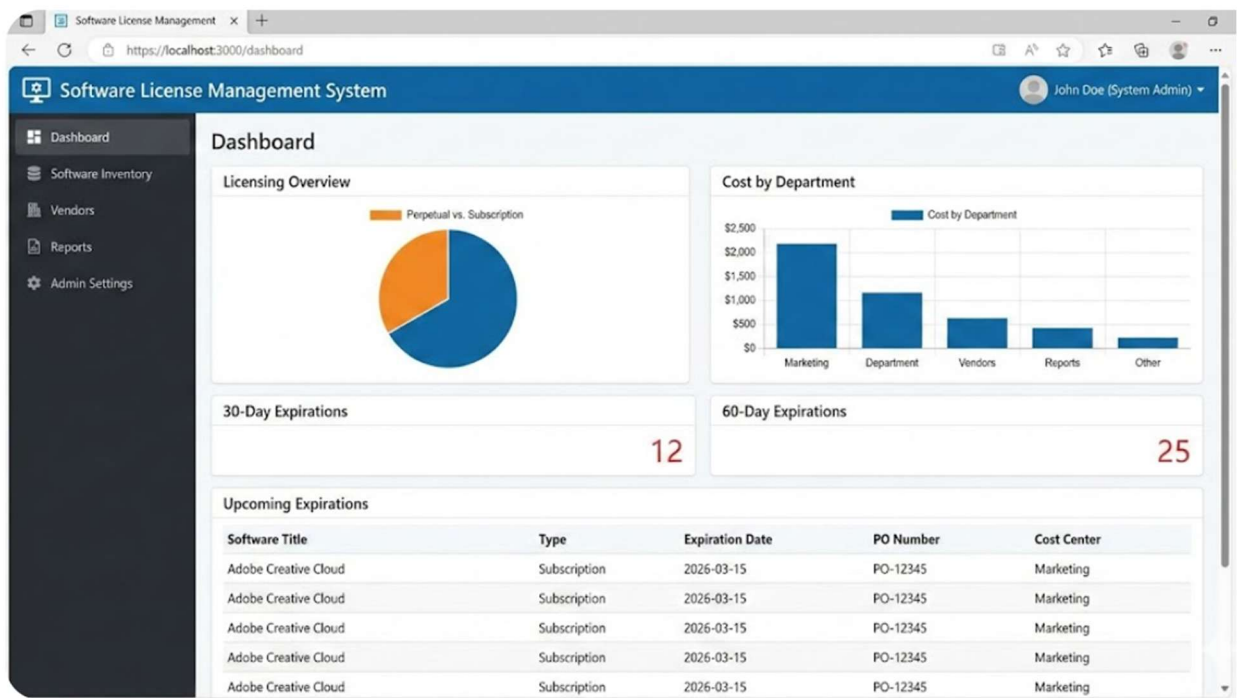 Software License Management
https://localhost:3000/dashboard
Software License Management System
John Doe (System Admin)
Dashboard
Software Inventory
Vendors
Reports
Admin Settings
Dashboard
Licensing Overview
Perpetual vs. Subscription
Cost by Department
Cost by Department
$2,500
$2,000
$1,500
$1,000
$500
$0
Marketing Department Vendors Reports Other
30-Day Expirations
12
60-Day Expirations
25
Upcoming Expirations
Software Title Type Expiration Date PO Number Cost Center
Adobe Creative Cloud Subscription 2026-03-15 PO-12345 Marketing
Adobe Creative Cloud Subscription 2026-03-15 PO-12345 Marketing
Adobe Creative Cloud Subscription 2026-03-15 PO-12345 Marketing
Adobe Creative Cloud Subscription 2026-03-15 PO-12345 Marketing
Adobe Creative Cloud Subscription 2026-03-15 PO-12345 Marketing